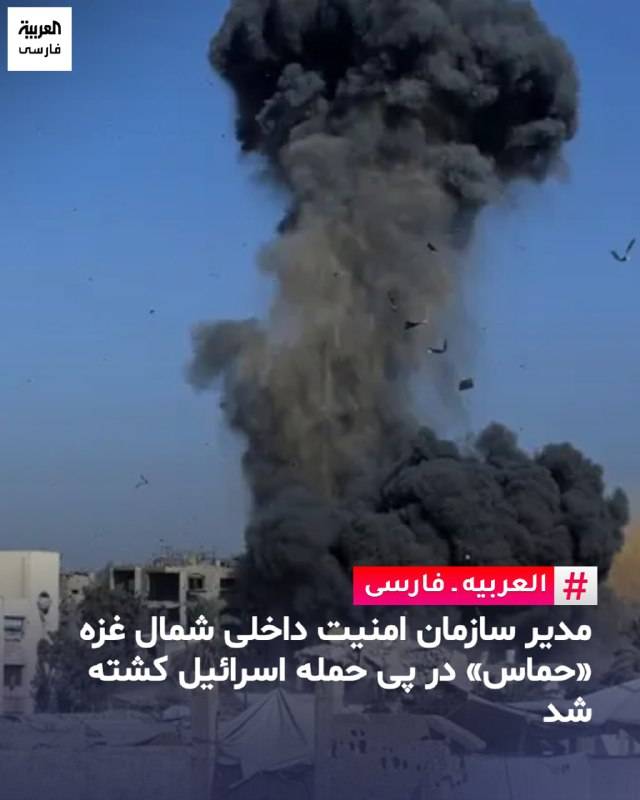 العربية
فارسی
# العربیه ـ فارسی
مدیر سازمان امنیت داخلی شمال غزه
«حماس» در پی حمله اسرائیل کشته
شد